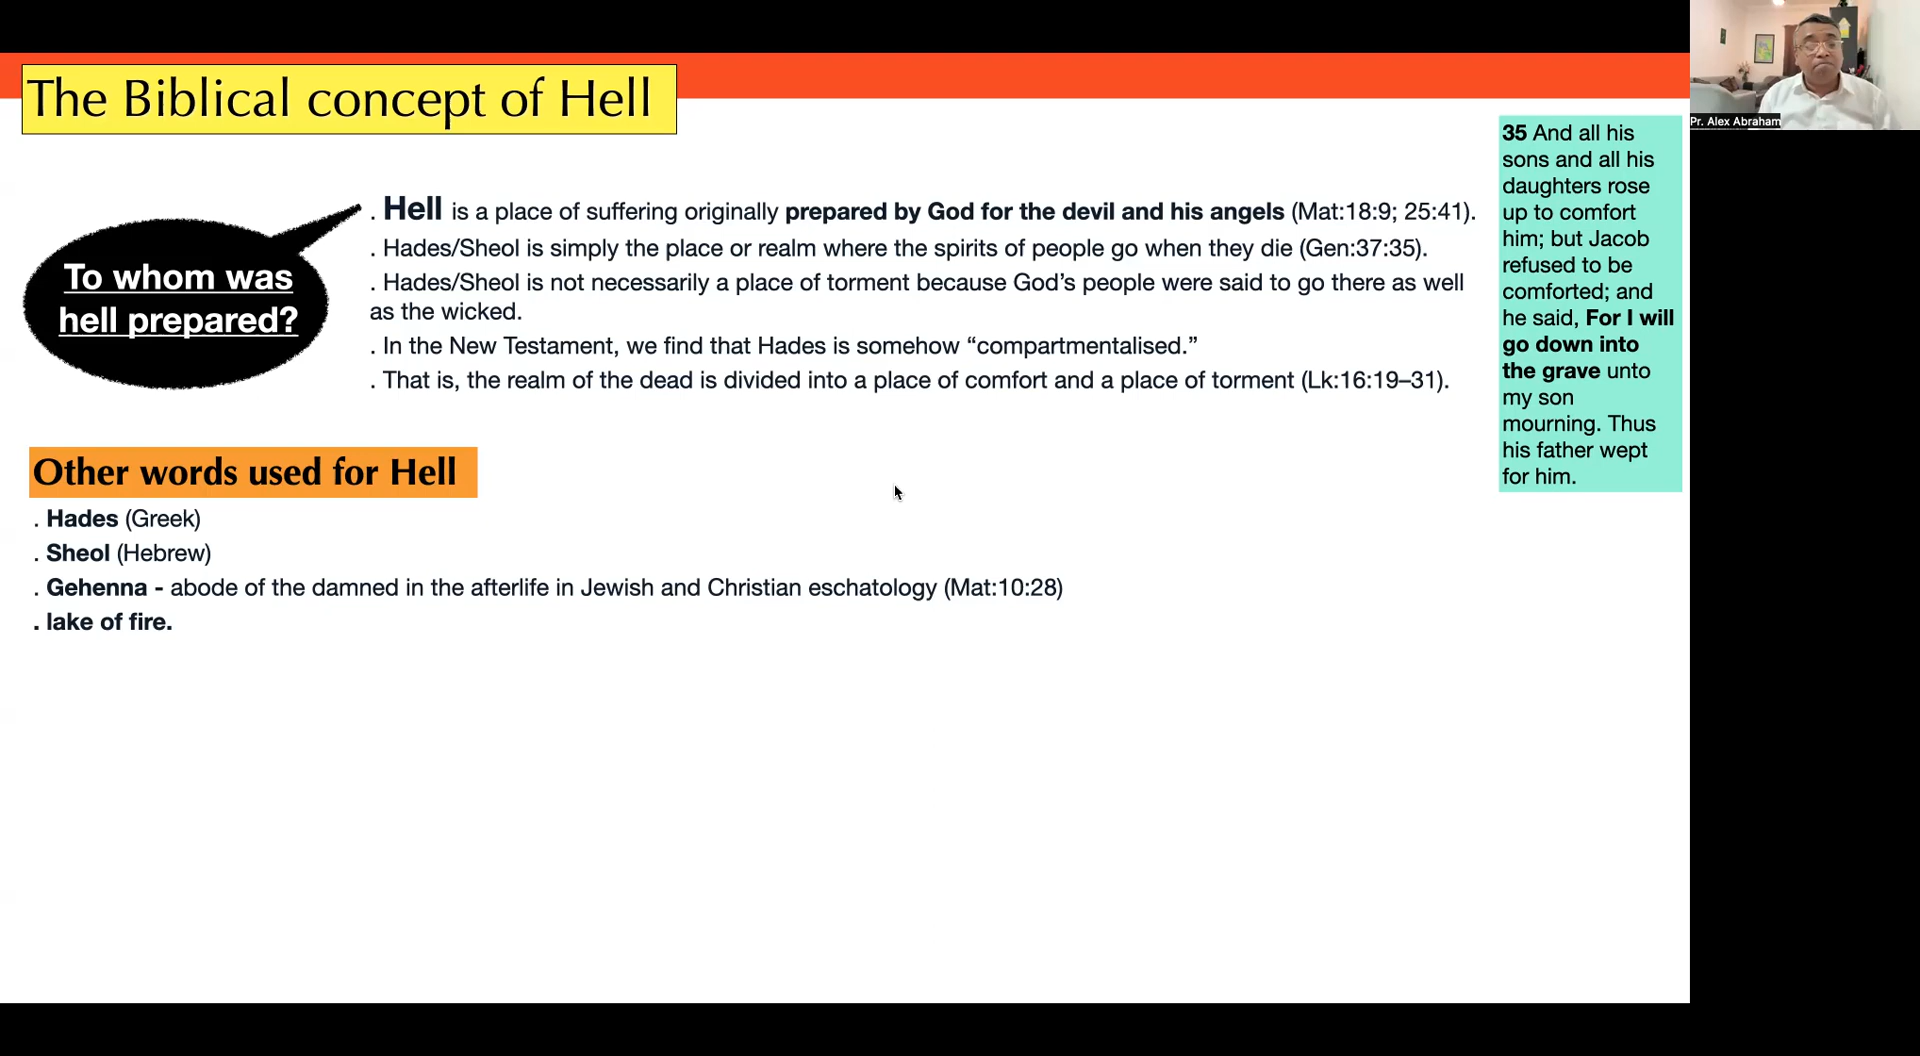 The Biblical concept of Hell
To whom was
hell prepared?
. Hell is a place of suffering originally prepared by God for the devil and his angels (Mat:18:9; 25:41).
. Hades/Sheol is simply the place or realm where the spirits of people go when they die (Gen:37:35).
. Hades/Sheol is not necessarily a place of torment because God’s people were said to go there as well
as the wicked.
. In the New Testament, we find that Hades is somehow “compartmentalised.”
. That is, the realm of the dead is divided into a place of comfort and a place of torment (Lk:16:19–31).
35 And all his
sons and all his
daughters rose
up to comfort
him; but Jacob
refused to be
comforted; and
he said, For I will
go down into
the grave unto
my son
mourning. Thus
his father wept
for him.
Other words used for Hell
. Hades (Greek)
. Sheol (Hebrew)
. Gehenna - abode of the damned in the afterlife in Jewish and Christian eschatology (Mat:10:28)
. lake of fire.
Pr. Alex Abraham